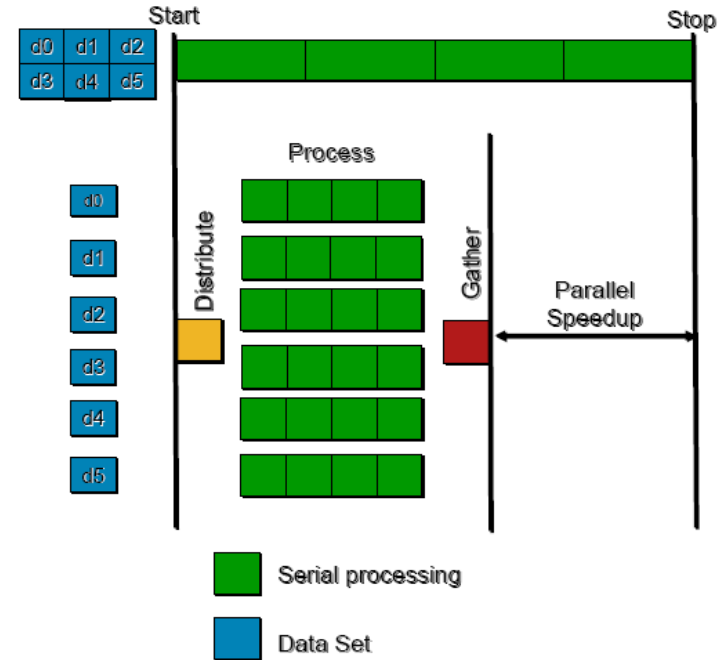 Start
Stop
d0 d1 d2
d3 d4 d5
Process
Distribute
Gather
d0
d1
d2
d3
d4
d5
Parallel
Speedup
Serial processing
Data Set